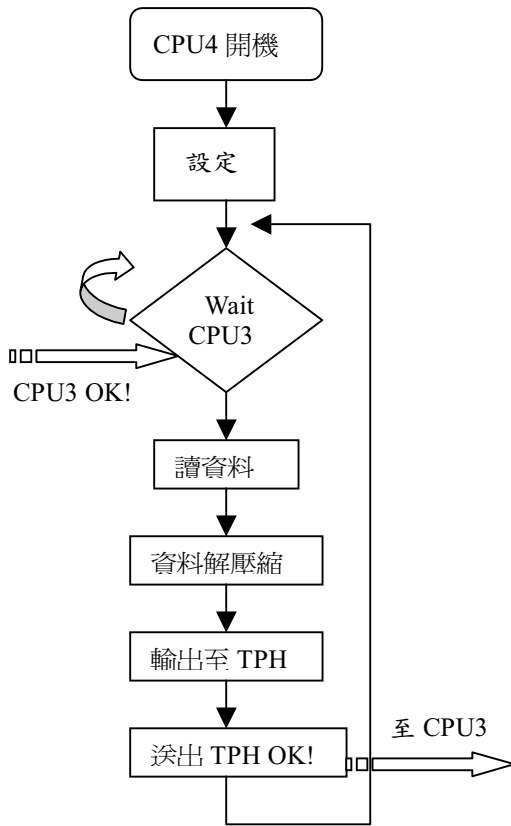 CPU4 開機
設定
Wait
CPU3
CPU3 OK!
讀資料
資料解壓縮
輸出至 TPH
送出 TPH OK!
至 CPU3